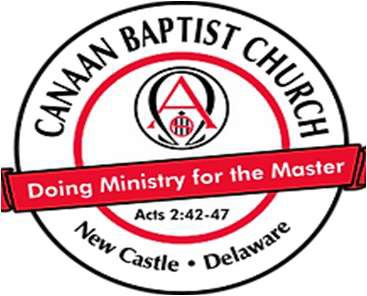 CANAAN BAPTIST CHURCH
Doing Ministry for the Master
Acts 2:42-47
New Castle • Delaware